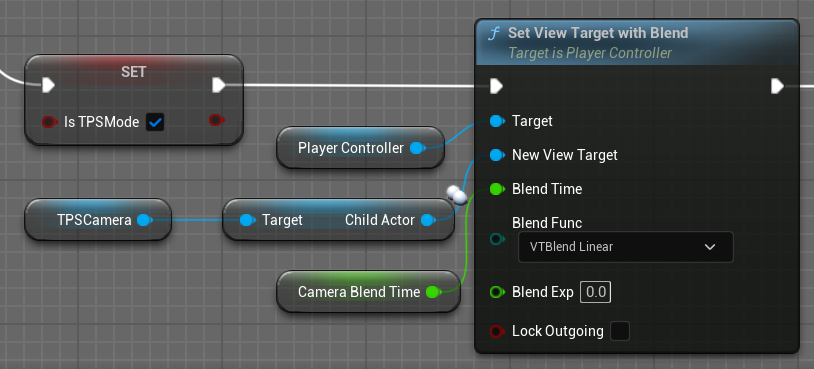 SET
Is TPSMode
Player Controller
TPSCamera
Target
Child Actor
Camera Blend Time
f
Set View Target with Blend
Target is Player Controller
Target
New View Target
Blend Time
Blend Func
VTBlend Linear
Blend Exp
0.0
Lock Outgoing